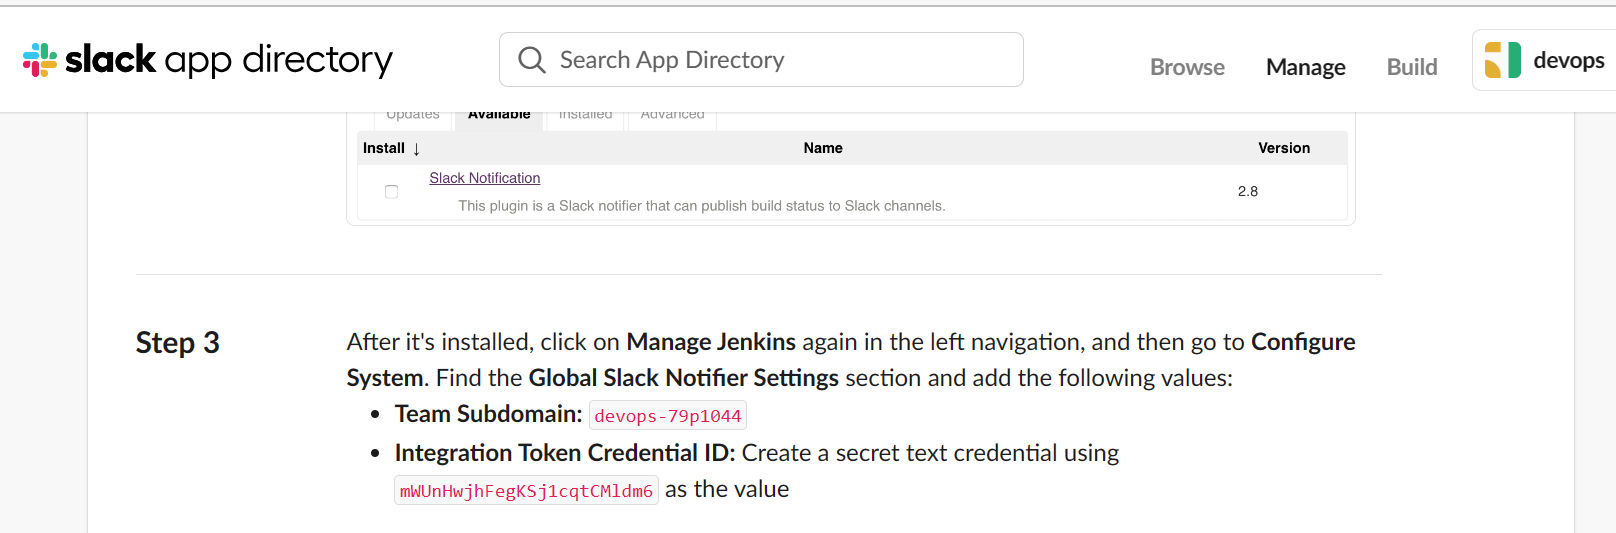 slack app directory
Search App Directory
Browse
Manage
Build
devops
Updates
Available
Installed
Advanced
Install ↓
Name
Version
Slack Notification
2.8
This plugin is a Slack notifier that can publish build status to Slack channels.
Step 3
After it's installed, click on Manage Jenkins again in the left navigation, and then go to Configure
System. Find the Global Slack Notifier Settings section and add the following values:
• Team Subdomain: devops-79p1044
• Integration Token Credential ID: Create a secret text credential using
mWUnHwjhFegKSj1cqtCMldm6 as the value